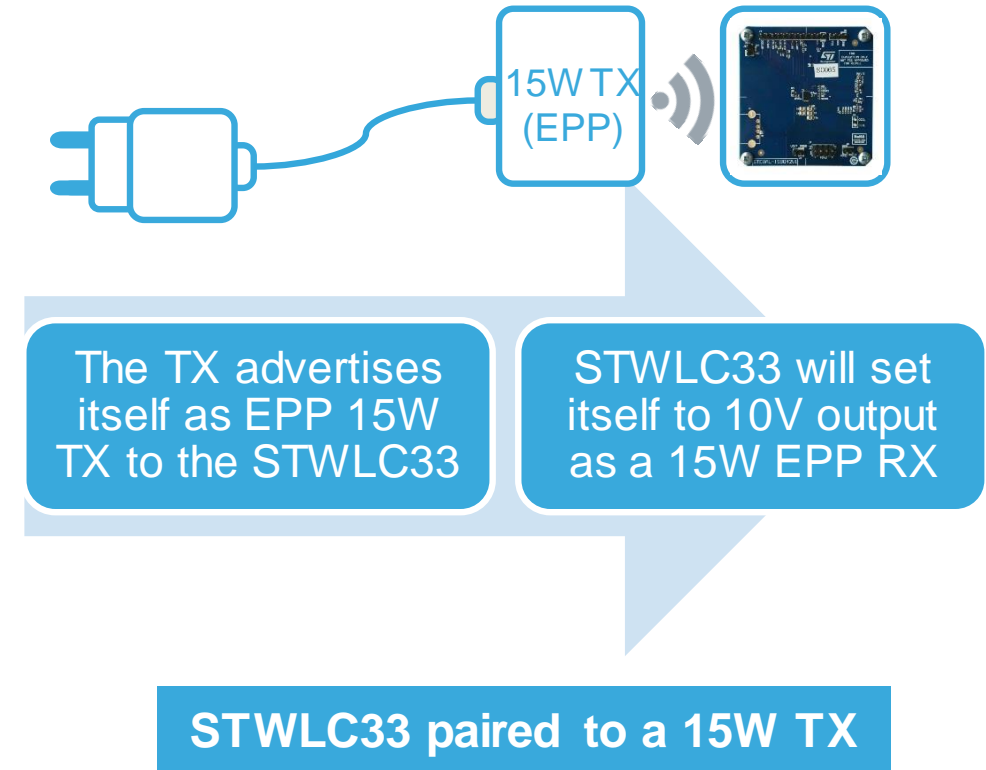 15W TX
(EPP)
The TX advertises
itself as EPP 15W
TX to the STWLC33
STWLC33 will set
itself to 10V output
as a 15W EPP RX
STWLC33 paired to a 15W TX